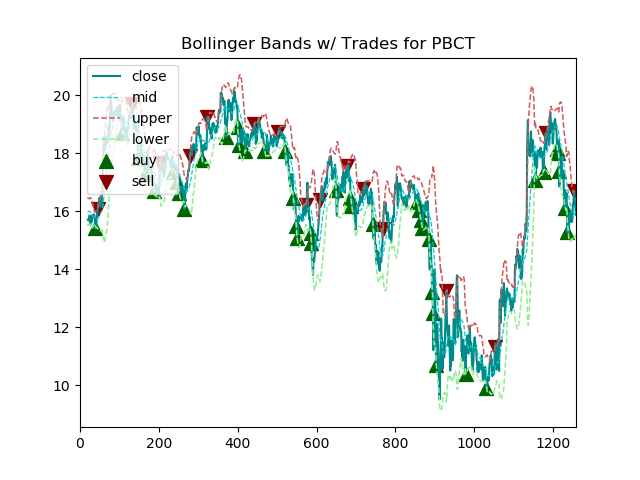 Bollinger Bands w/ Trades for PBCT
close
mid
upper
lower
buy
sell
20
18
16
14
12
10
0 200 400 600 800 1000 1200